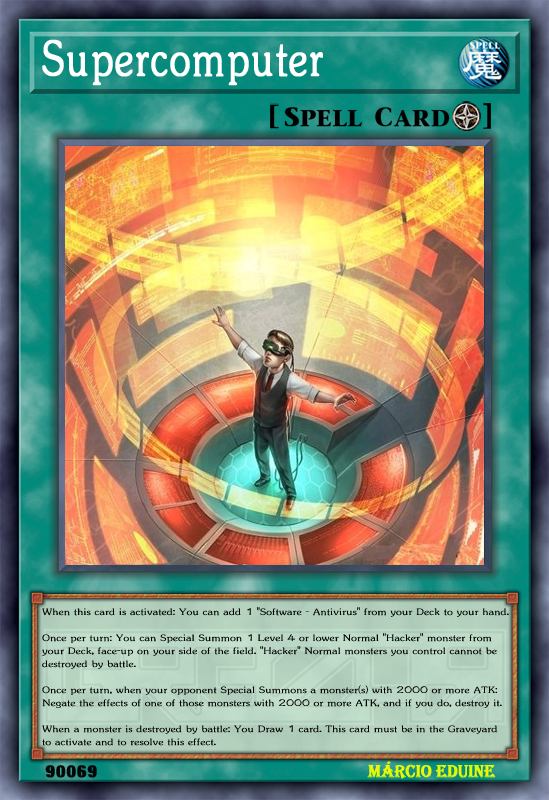 Supercomputer
SPELL
魔
[SPELL CARD]
When this card is activated: You can add 1 "Software - Antivirus" from your Deck to your hand.
Once per turn: You can Special Summon 1 Level 4 or lower Normal "Hacker" monster from
your Deck, face-up on your side of the field. "Hacker" Normal monsters you control cannot be
destroyed by battle.
Once per turn, when your opponent Special Summons a monster(s) with 2000 or more ATK:
Negate the effects of one of those monsters with 2000 or more ATK, and if you do, destroy it.
When a monster is destroyed by battle: You Draw 1 card. This card must be in the Graveyard
to activate and to resolve this effect.
90069
MÁRCIO EDUINE